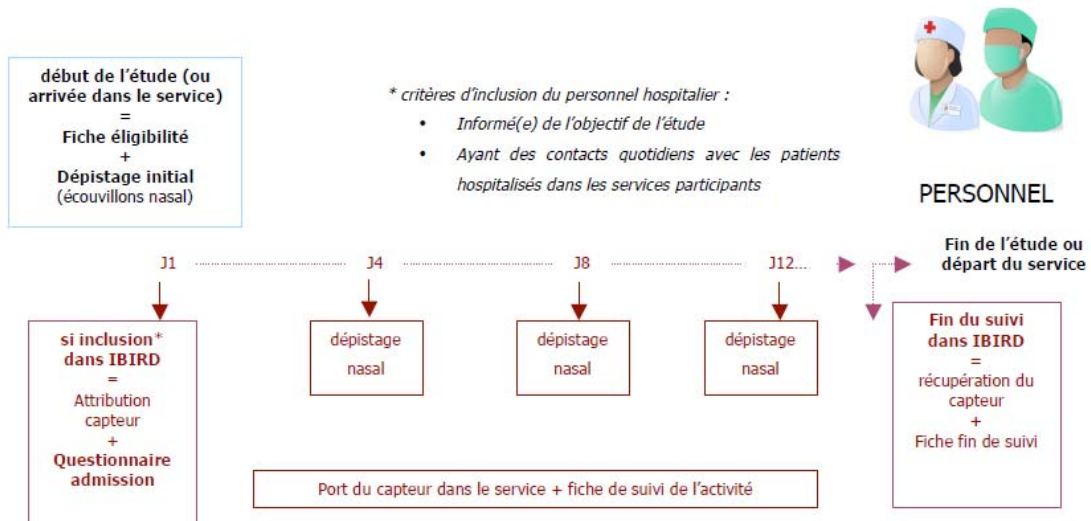 début de l'étude (ou
arrivée dans le service)
=
Fiche éligibilité
+
Dépistage initial
(écouvillons nasal)
* critères d'inclusion du personnel hospitalier :
• Informé(e) de l'objectif de l'étude
• Ayant des contacts quotidiens avec les patients
hospitalisés dans les services participants
PERSONNEL
J1
J4
J8
J12...
Fin de l'étude ou
départ du service
si inclusion*
dans IBIRD
=
Attribution
capteur
+
Questionnaire
admission
dépistage
nasal
dépistage
nasal
dépistage
nasal
Fin du suivi
dans IBIRD
=
récupération du
capteur
+
Fiche fin de suivi
Port du capteur dans le service + fiche de suivi de l'activité